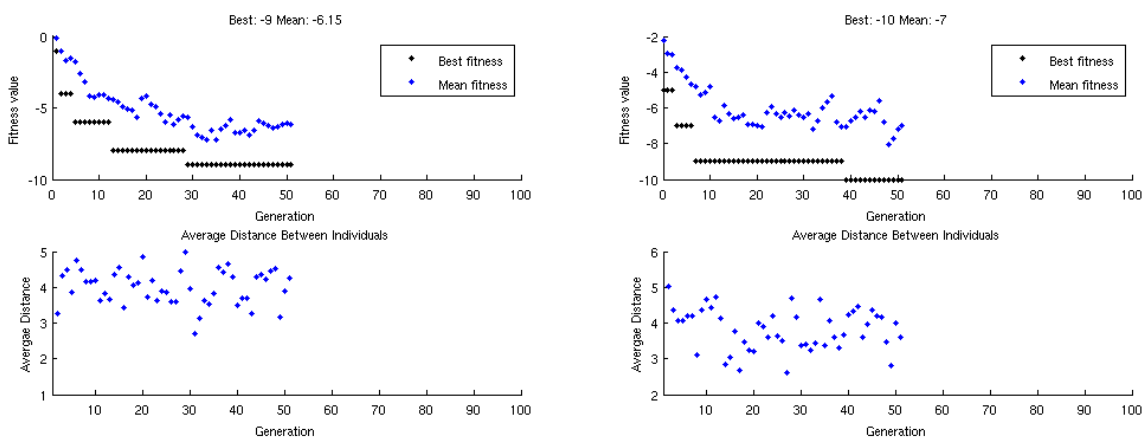 Best: -9 Mean: -6.15
0
-5
-10
Fitness value
Best fitness
Mean fitness
0 10 20 30 40 50 60 70 80 90 100
Generation
Average Distance Between Individuals
5
4
3
2
1
Avergae Distance
10 20 30 40 50 60 70 80 90 100
Generation
Best: -10 Mean: -7
-2
-4
-6
-8
-10
Fitness value
Best fitness
Mean fitness
0 10 20 30 40 50 60 70 80 90 100
Generation
Average Distance Between Individuals
6
5
4
3
2
Avergae Distance
10 20 30 40 50 60 70 80 90 100
Generation